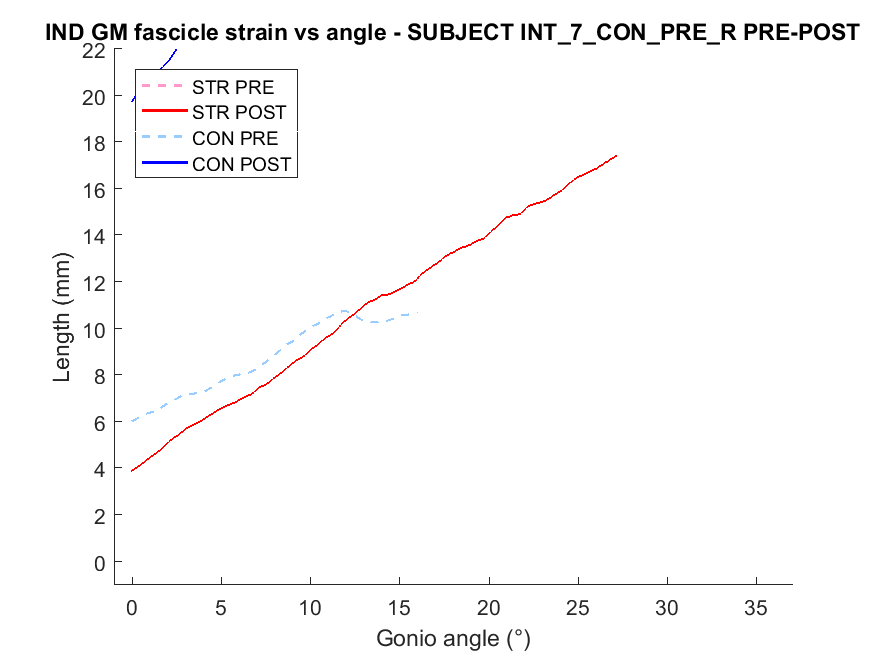 IND GM fascicle strain vs angle - SUBJECT INT_7_CON_PRE_R PRE-POST
22
20
18
16
14
12
10
8
6
4
2
0
Length (mm)
STR PRE
STR POST
CON PRE
CON POST
0 5 10 15 20 25 30 35
Gonio angle (°)